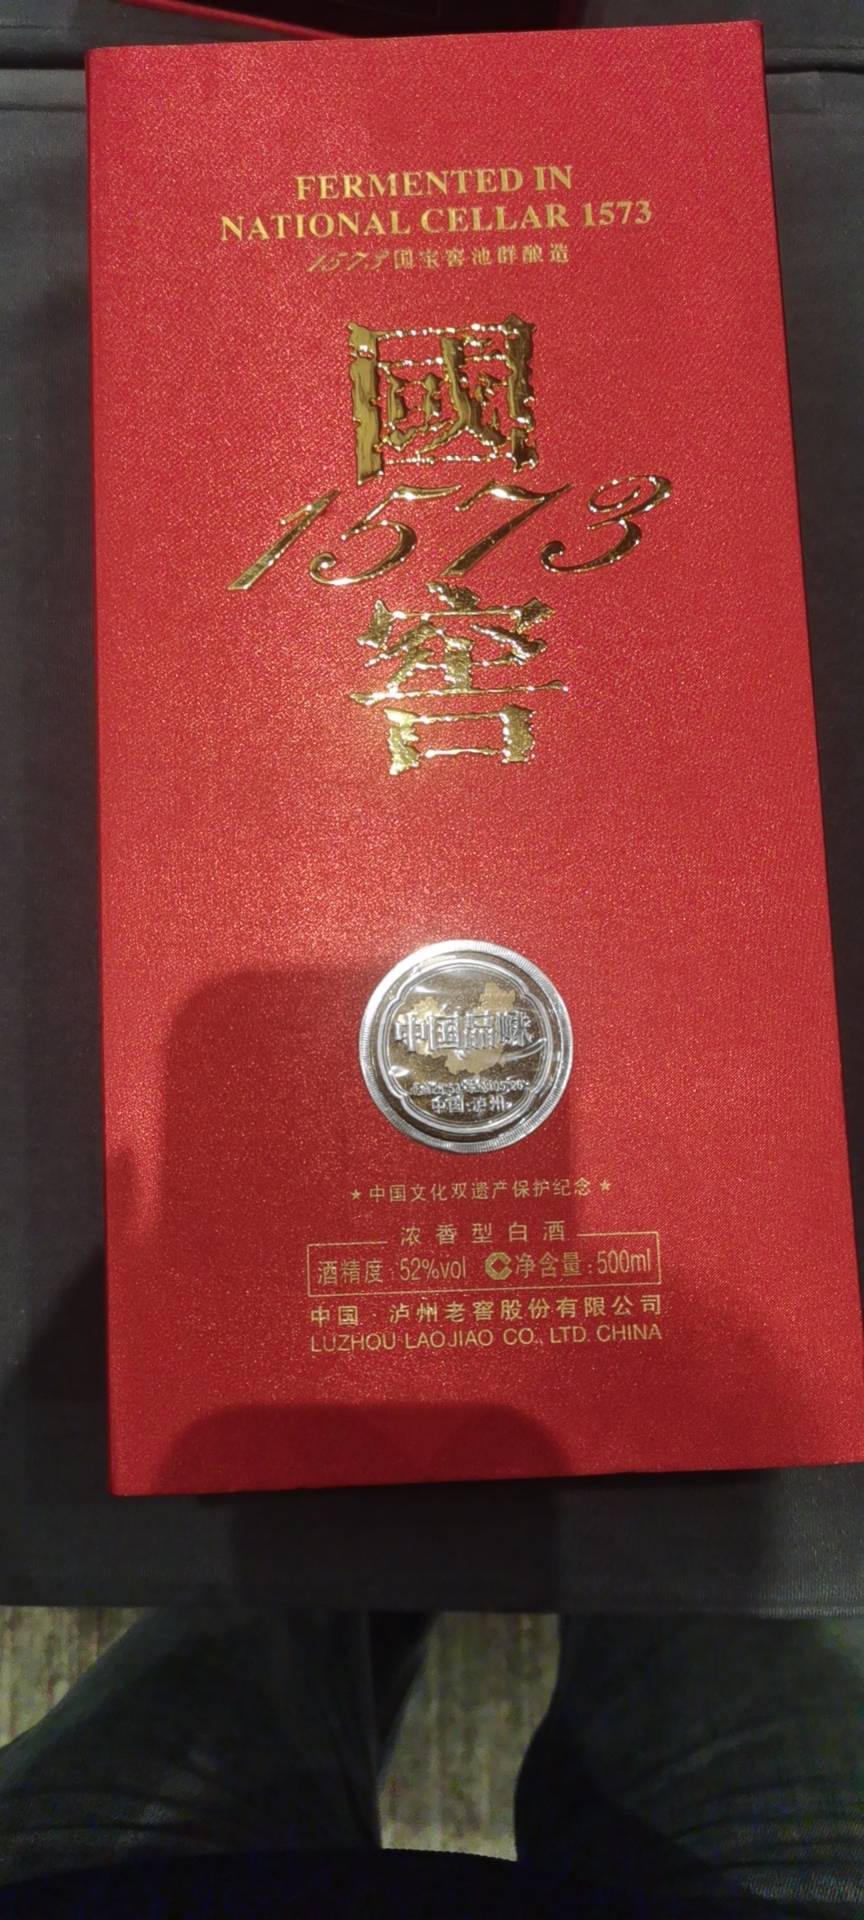 FERMENTED IN
NATIONAL CELLAR 1573
1573国宝窖池群酿造
國
1573
窖
中国品味
中国·泸州
★中国文化双遗产保护纪念★
浓香型白酒
酒精度:52%vol 净含量:500ml
中国·泸州老窖股份有限公司
LUZHOU LAOJIAO CO., LTD. CHINA